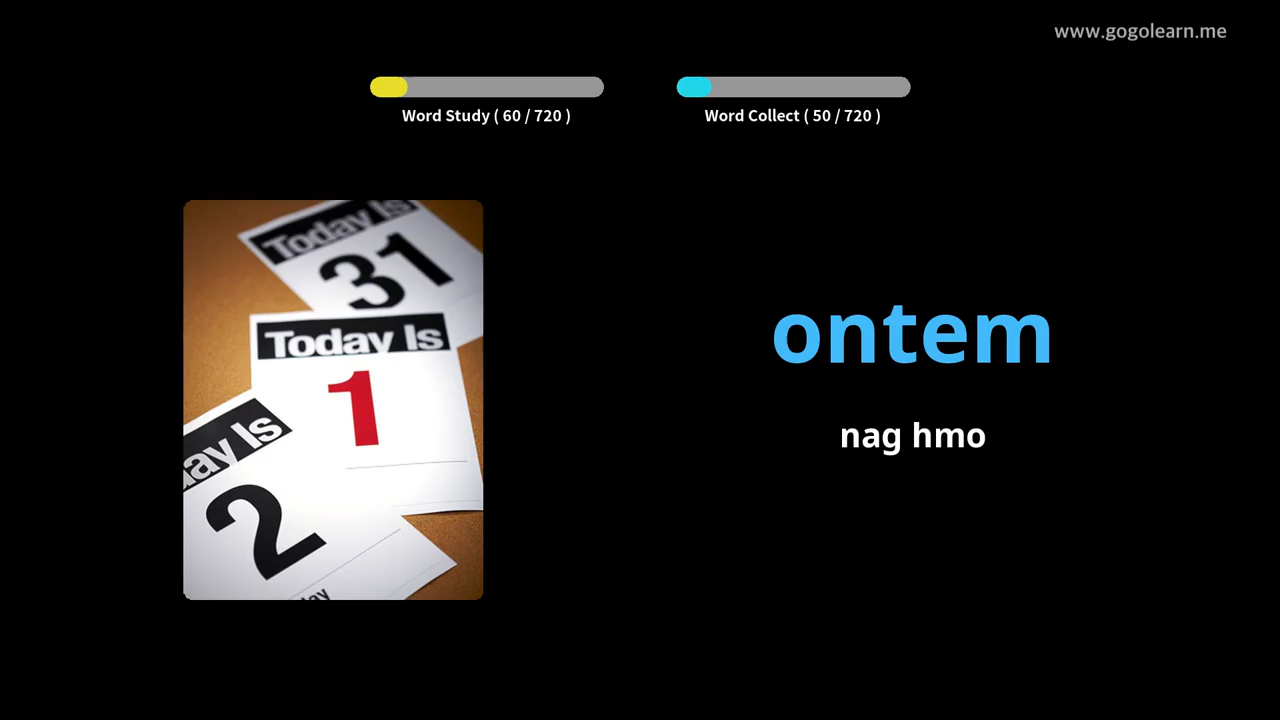 www.gogolearn.me
Word Study ( 60 / 720 )
Word Collect ( 50 / 720 )
Today Is
31
Today Is
1
ay Is
2
ontem
nag hmo